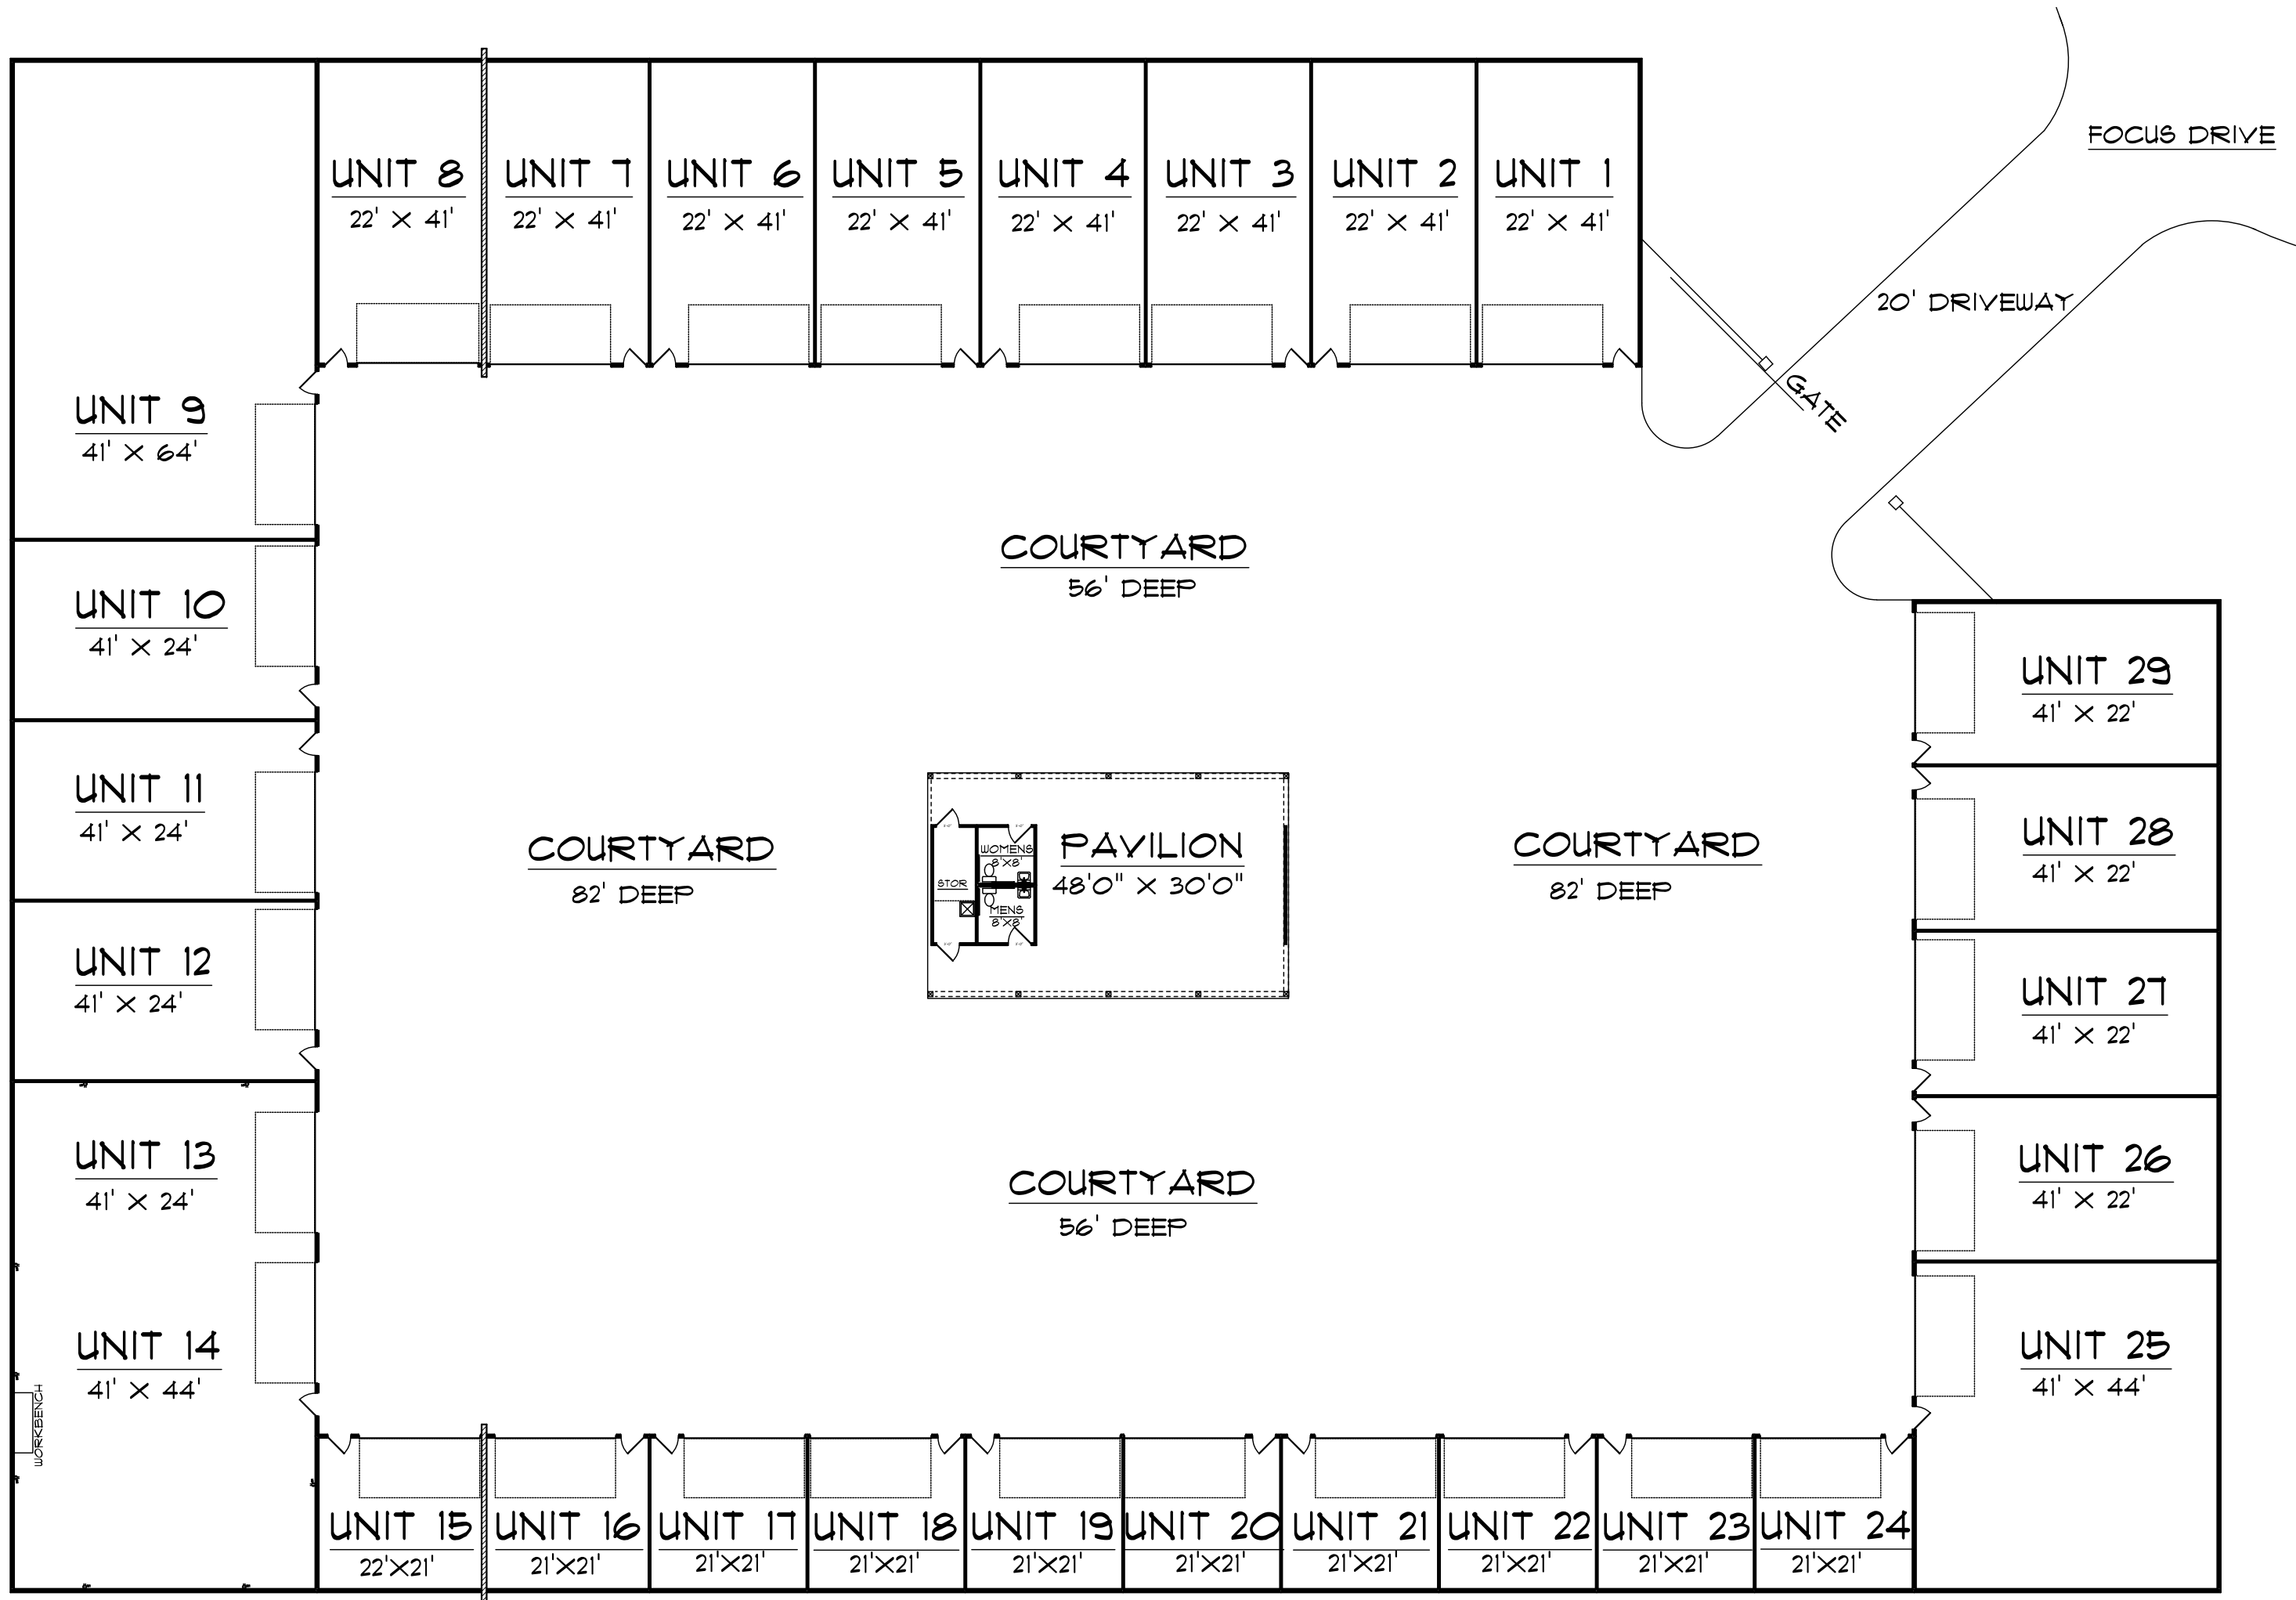 FOCUS DRIVE
UNIT 8
22' X 41'
UNIT 7
22' X 41'
UNIT 6
22' X 41'
UNIT 5
22' X 41'
UNIT 4
22' X 41'
UNIT 3
22' X 41'
UNIT 2
22' X 41'
UNIT 1
22' X 41'
20' DRIVEWAY
GATE
UNIT 9
41' X 64'
COURTYARD
56' DEEP
UNIT 10
41' X 24'
UNIT 29
41' X 22'
UNIT 11
41' X 24'
COURTYARD
82' DEEP
WOMENS
8'X8'
STOR
MENS
8'X8'
PAVILION
48'0" X 30'0"
COURTYARD
82' DEEP
UNIT 28
41' X 22'
UNIT 12
41' X 24'
UNIT 27
41' X 22'
UNIT 13
41' X 24'
COURTYARD
56' DEEP
UNIT 26
41' X 22'
UNIT 14
41' X 44'
WORKBENCH
UNIT 25
41' X 44'
UNIT 15
22'X21'
UNIT 16
21'X21'
UNIT 17
21'X21'
UNIT 18
21'X21'
UNIT 19
21'X21'
UNIT 20
21'X21'
UNIT 21
21'X21'
UNIT 22
21'X21'
UNIT 23
21'X21'
UNIT 24
21'X21'